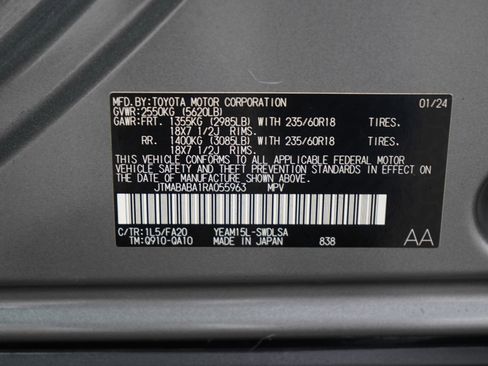 MFD.BY:TOYOTA MOTOR CORPORATION 01/24
GVWR:2550KG (5620LB)
GAWR:FRT. 1355KG (2985LB) WITH 235/60R18 TIRES.
18X7 1/2J RIMS.
RR. 1400KG (3085LB) WITH 235/60R18 TIRES.
18X7 1/2J RIMS.
THIS VEHICLE CONFORMS TO ALL APPLICABLE FEDERAL MOTOR
VEHICLE SAFETY AND THEFT PREVENTION STANDARDS IN EFFECT
ON THE DATE OF MANUFACTURE SHOWN ABOVE.
JTMABABA1RA055963 MPV
C/TR:1L5/FA20 YEAM15L-SWDLSA AA
TM:Q910-QA10 MADE IN JAPAN 838